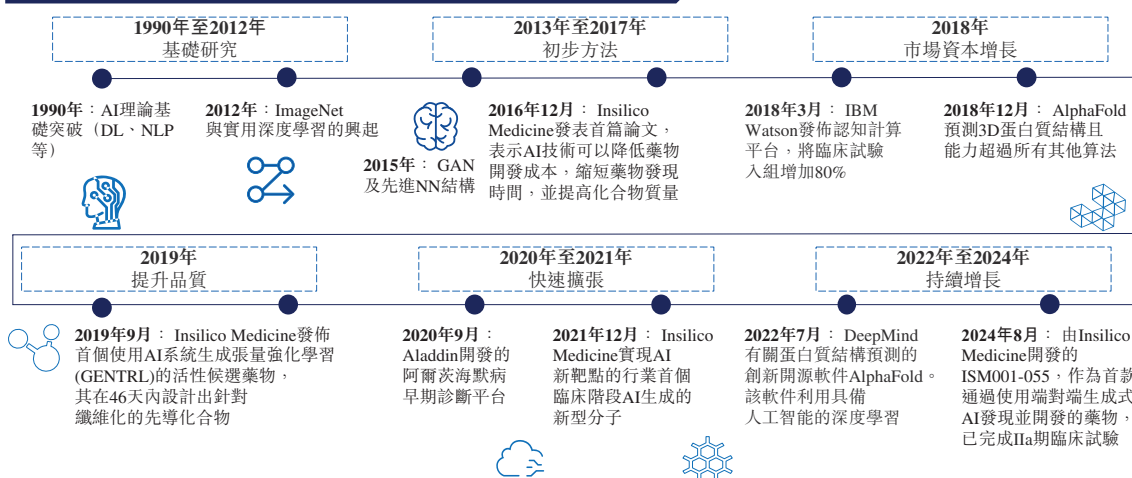 1990年至2012年
基礎研究
2013年至2017年
初步方法
2018年
市場資本增長
1990年：AI理論基
礎突破（DL、NLP
等）
2012年：ImageNet
與實用深度學習的興起
2015年： GAN
及先進NN結構
2016年12月： Insilico
Medicine發表首篇論文，
表示AI技術可以降低藥物
開發成本，縮短藥物發現
時間，並提高化合物質量
2018年3月： IBM
Watson發佈認知計算
平台，將臨床試驗
入組增加80%
2018年12月： AlphaFold
預測3D蛋白質結構且
能力超過所有其他算法
2019年
提升品質
2020年至2021年
快速擴張
2022年至2024年
持續增長
2019年9月： Insilico Medicine發佈
首個使用AI系統生成張量強化學習
(GENTRL)的活性候選藥物，
其在46天內設計出針對
纖維化的先導化合物
2020年9月：
Aladdin開發的
阿爾茨海默病
早期診斷平台
2021年12月： Insilico
Medicine實現AI
新靶點的行業首個
臨床階段AI生成的
新型分子
2022年7月： DeepMind
有關蛋白質結構預測的
創新開源軟件AlphaFold。
該軟件利用具備
人工智能的深度學習
2024年8月： 由Insilico
Medicine開發的
ISM001-055，作為首款
通過使用端對端生成式
AI發現並開發的藥物，
已完成IIa期臨床試驗